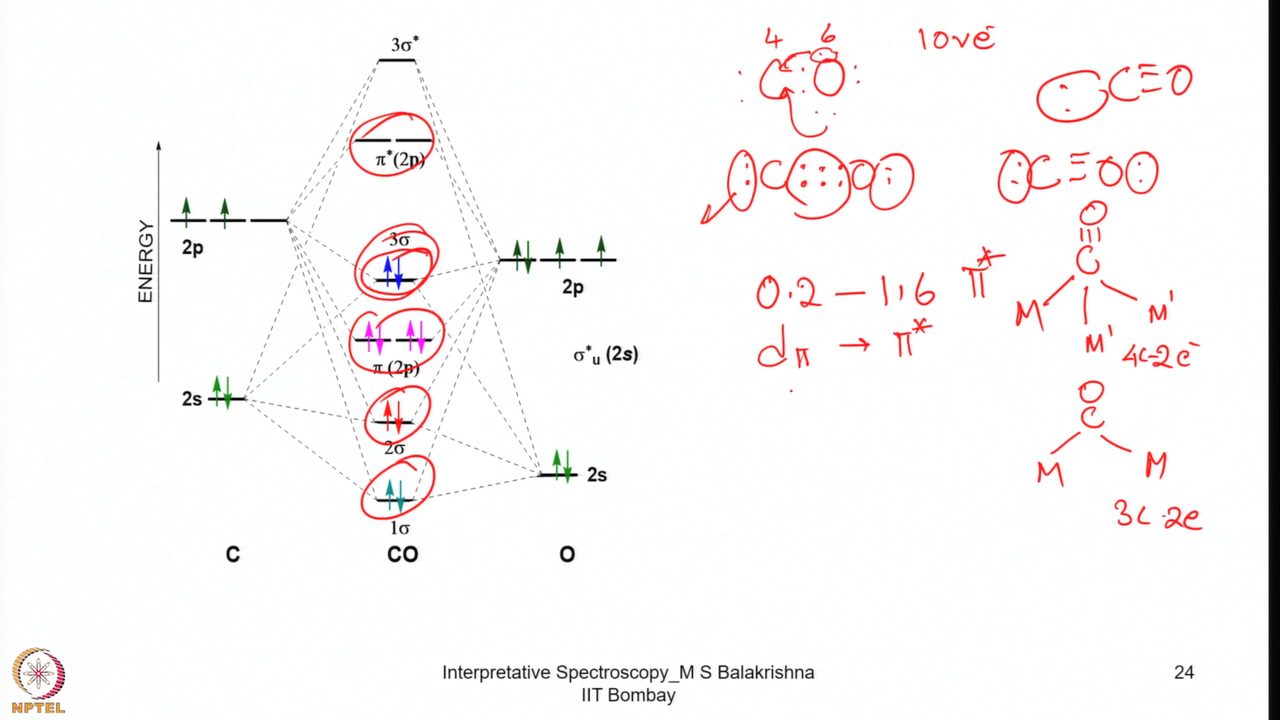 3σ*
π*(2p)
3σ
π (2p)
2σ
1σ
ENERGY
2p
2s
2p
2s
σ*u (2s)
C
CO
O
4 6
:C::O:
10ve⁻
:C≡O
:C::::::O:
:C≡O:
0.2 – 1.6 π*
dπ → π*
O
|||
C
M M' M'
4c-2e⁻
O
C
M M
3c-2e
Interpretative Spectroscopy_M S Balakrishna
IIT Bombay
24
NPTEL